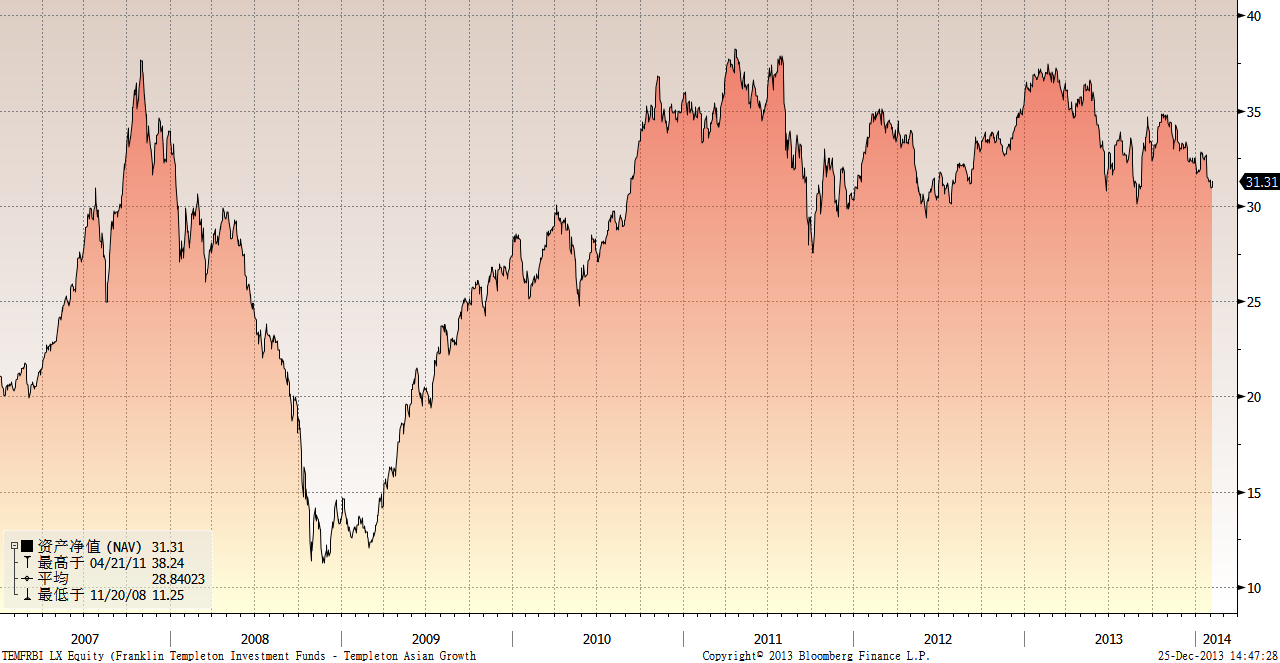 40
35
31.31
30
25
20
15
10
资产净值 (NAV) 31.31
最高于 04/21/11 38.24
平均 28.84023
最低于 11/20/08 11.25
2007 2008 2009 2010 2011 2012 2013 2014
TEMFRBI LX Equity (Franklin Templeton Investment Funds - Templeton Asian Growth Copyright© 2013 Bloomberg Finance L.P. 25-Dec-2013 14:47:28